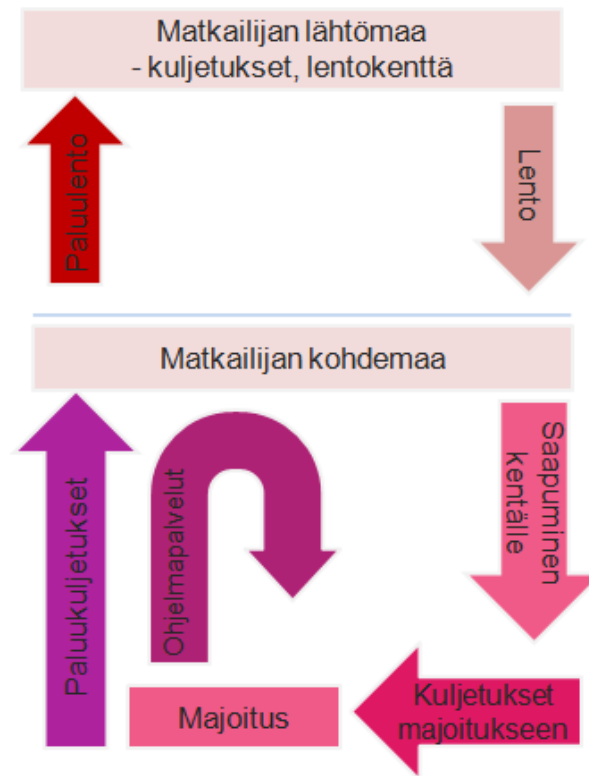 Matkailijan lähtömaa
- kuljetukset, lentokenttä
Paluulento
Lento
Matkailijan kohdemaa
Paluukuljetukset
Ohjelmapalvelut
Saapuminen
kentälle
Majoitus
Kuljetukset
majoitukseen